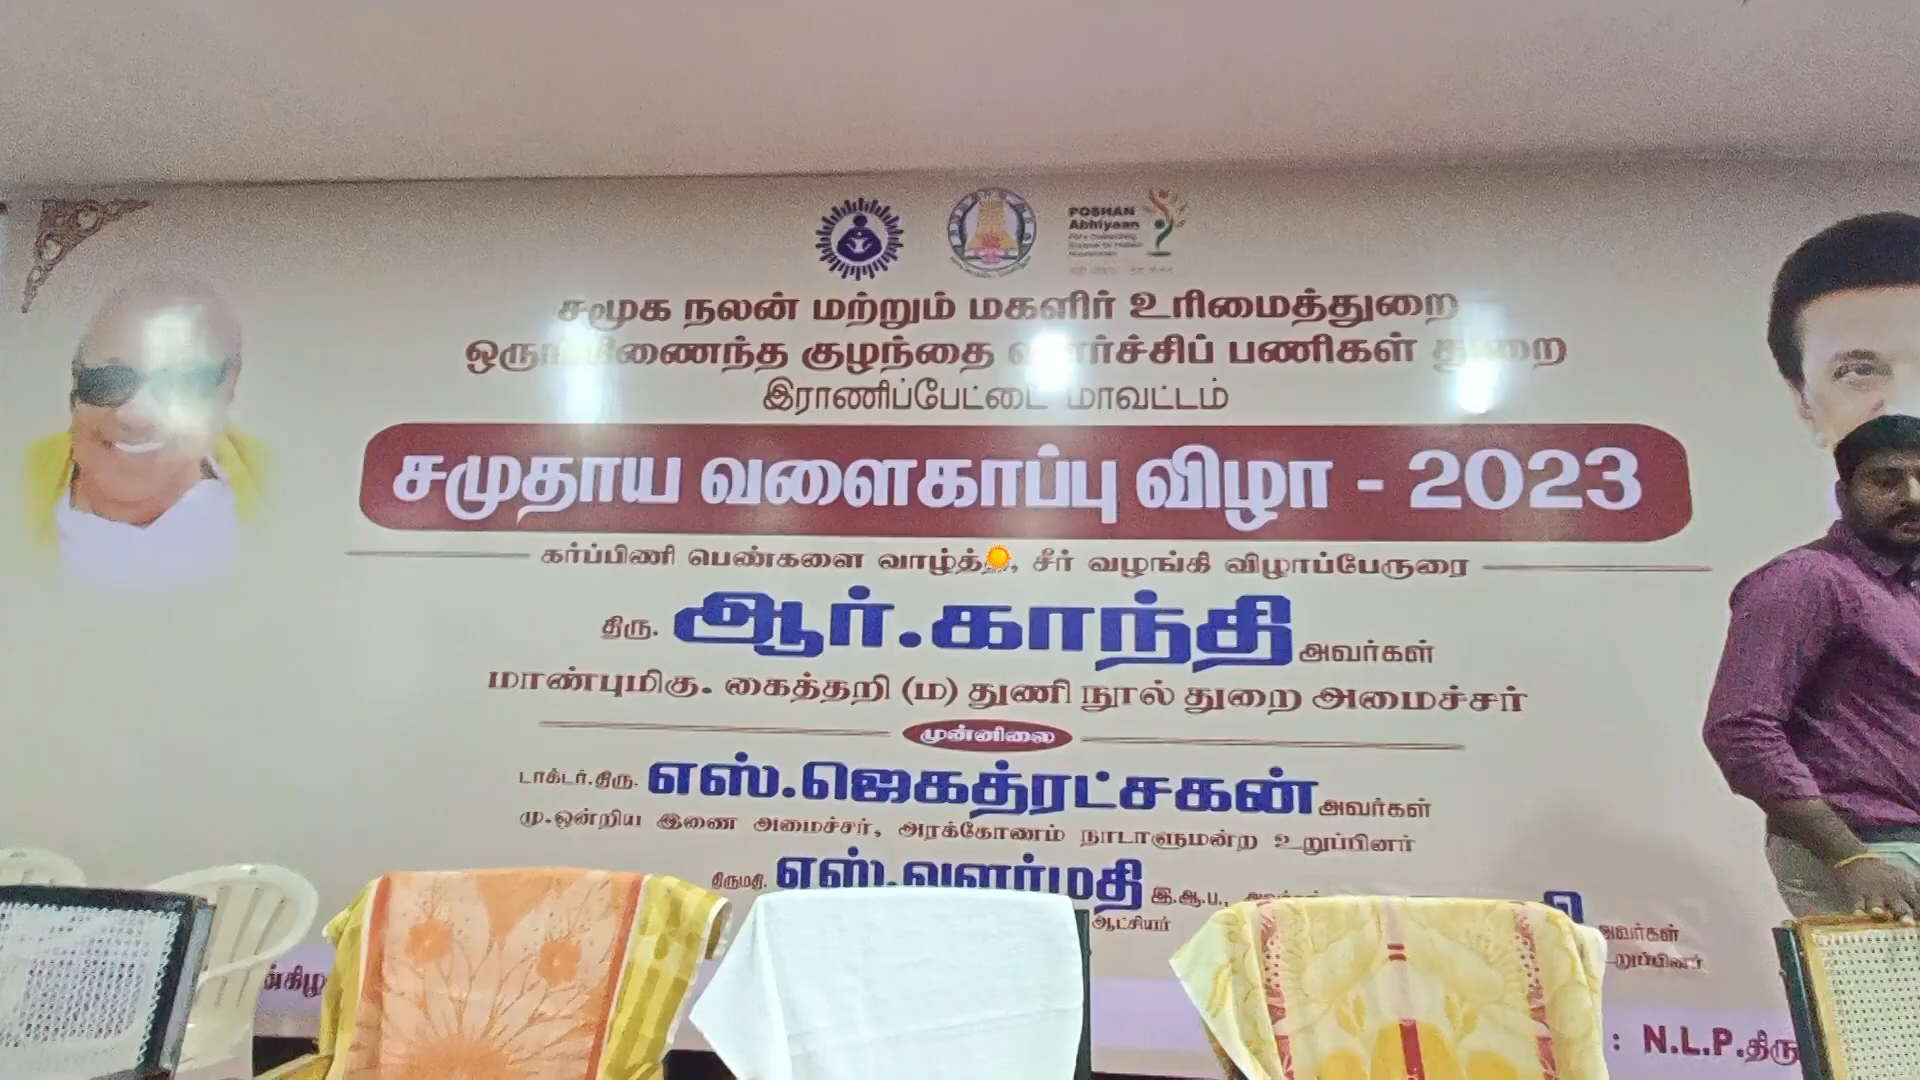 POSHAN
Abhiyaan
சமூக நலன் மற்றும் மகளிர் உரிமைத்துறை
ஒருங்கிணைந்த குழந்தை வளர்ச்சிப் பணிகள் துறை
இராணிப்பேட்டை மாவட்டம்
சமுதாய வளைகாப்பு விழா - 2023
கர்ப்பிணி பெண்களை வாழ்த்தி, சீர் வழங்கி விழாப்பேருரை
திரு. ஆர்.காந்தி அவர்கள்
மாண்புமிகு. கைத்தறி (ம) துணி நூல் துறை அமைச்சர்
முன்னிலை
டாக்டர்.திரு. எஸ்.ஜெகத்ரட்சகன் அவர்கள்
மு.ஒன்றிய இணை அமைச்சர், அரக்கோணம் நாடாளுமன்ற உறுப்பினர்
திருமதி. எஸ்.வளர்மதி இ.ஆ.ப., அவர்கள்
ஆட்சியர்
அவர்கள்
: N.L.P.திரு